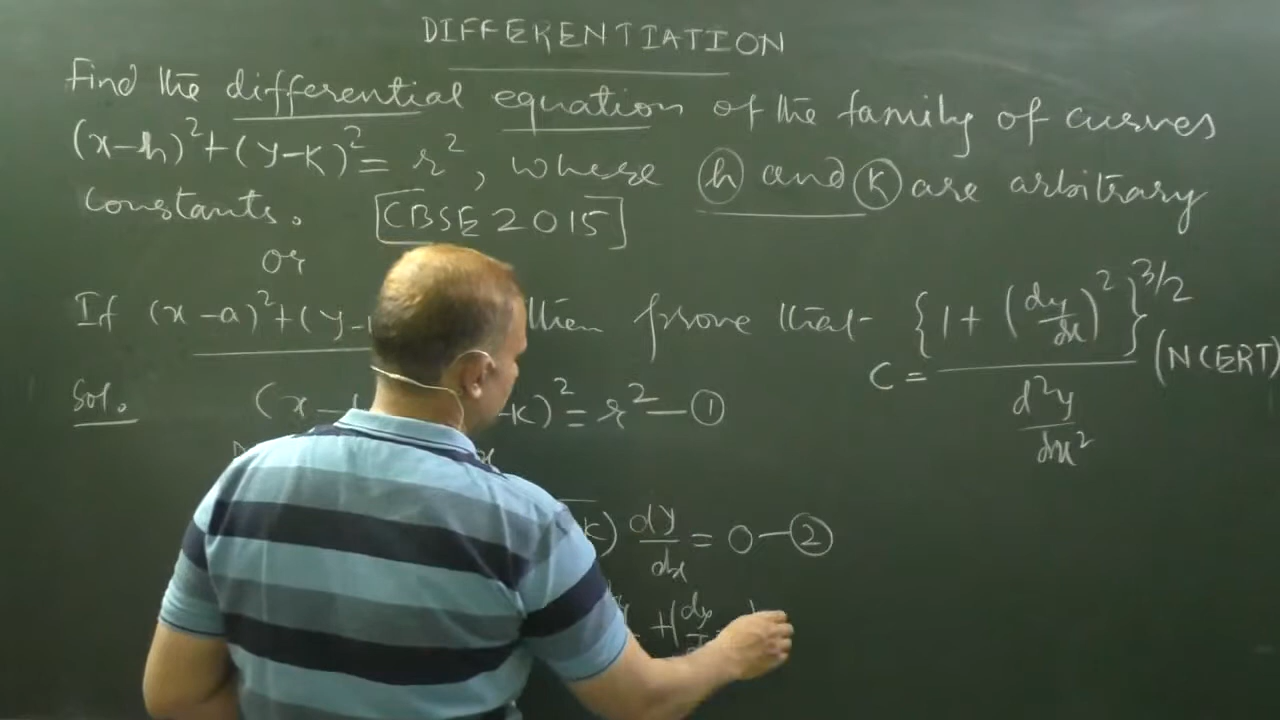 DIFFERENTIATION
Find the differential equation of the family of curves
(x-h)²+(y-k)²= r², where h and k are arbitrary
constants. [CBSE 2015]
or
If (x-a)²+(y- then prove that c = {1+(dy/dx)²}^3/2 / d²y/dx² (NCERT)
Sol. (x- -k)²= r² — ①
x
k) dy/dx = 0 — ②
+(dy